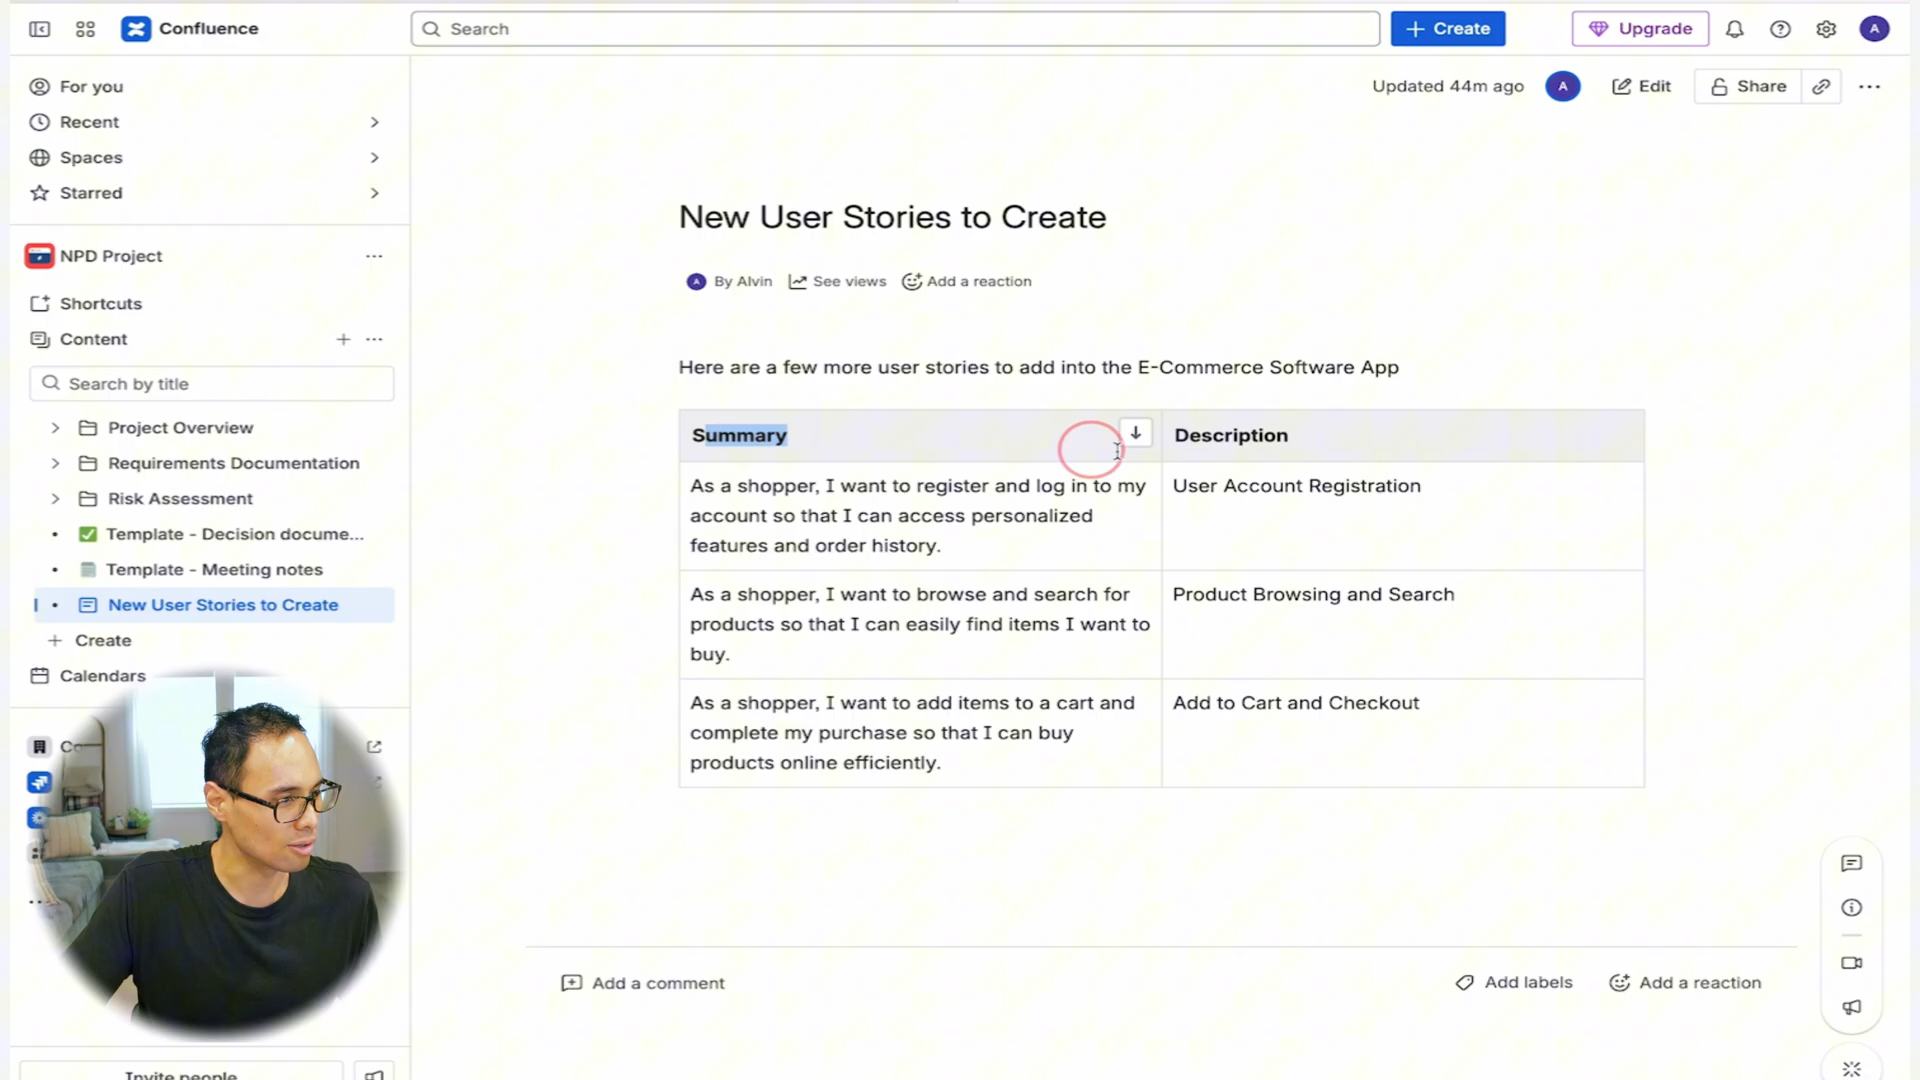 Confluence
Search
Create
Upgrade
A
For you
Recent
Spaces
Starred
NPD Project
Shortcuts
Content
Search by title
Project Overview
Requirements Documentation
Risk Assessment
Template - Decision docume...
Template - Meeting notes
New User Stories to Create
Create
Calendars
Invite people
Updated 44m ago
A
Edit
Share
New User Stories to Create
A By Alvin See views Add a reaction
Here are a few more user stories to add into the E-Commerce Software App
Summary
Description
As a shopper, I want to register and log in to my
account so that I can access personalized
features and order history.
User Account Registration
As a shopper, I want to browse and search for
products so that I can easily find items I want to
buy.
Product Browsing and Search
As a shopper, I want to add items to a cart and
complete my purchase so that I can buy
products online efficiently.
Add to Cart and Checkout
Add a comment
Add labels
Add a reaction